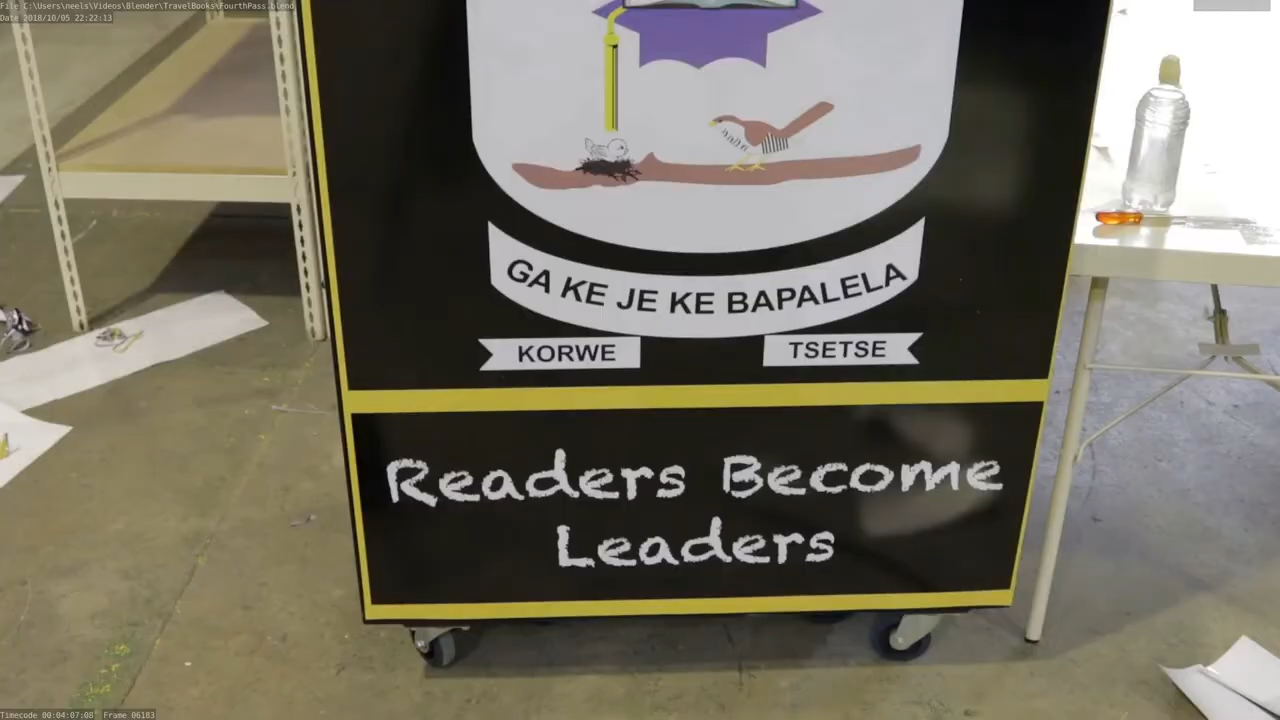 File C:\Users\neels\Videos\Blender\TravelBooks\FourthPass.blend
Date 2018/10/05 22:22:13
GA KE JE KE BAPALELA
KORWE TSETSE
Readers Become
Leaders
Timecode 00:04:07:08 Frame 06183